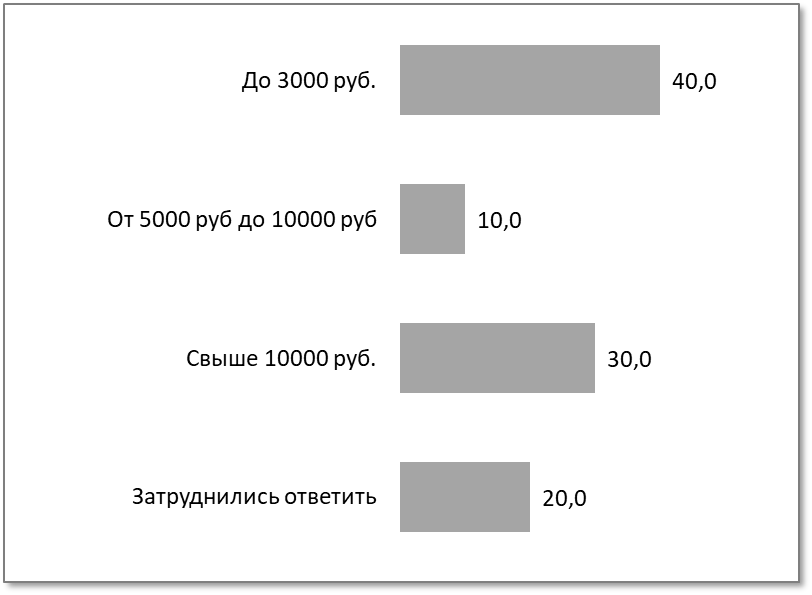 До 3000 руб.
40,0
От 5000 руб до 10000 руб
10,0
Свыше 10000 руб.
30,0
Затруднились ответить
20,0